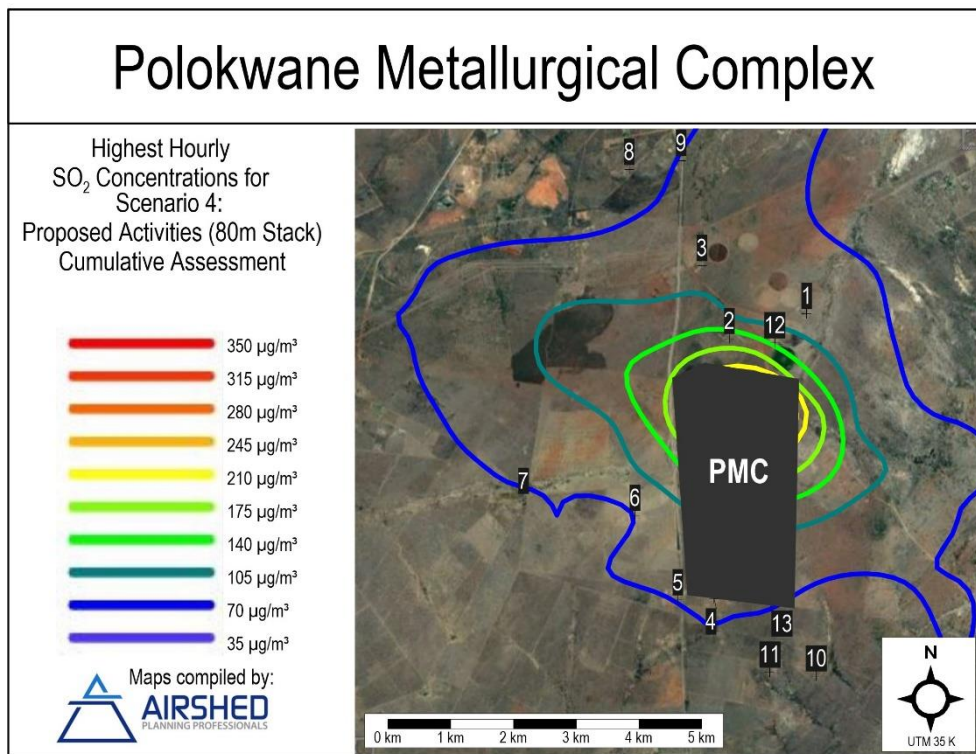 Polokwane Metallurgical Complex
Highest Hourly
SO₂ Concentrations for
Scenario 4:
Proposed Activities (80m Stack)
Cumulative Assessment
350 µg/m³
315 µg/m³
280 µg/m³
245 µg/m³
210 µg/m³
175 µg/m³
140 µg/m³
105 µg/m³
70 µg/m³
35 µg/m³
Maps compiled by:
AIRSHED
PLANNING PROFESSIONALS
8
9
3
1
2
12
PMC
7
6
5
4
13
11
10
N
UTM 35 K
0 km
1 km
2 km
3 km
4 km
5 km